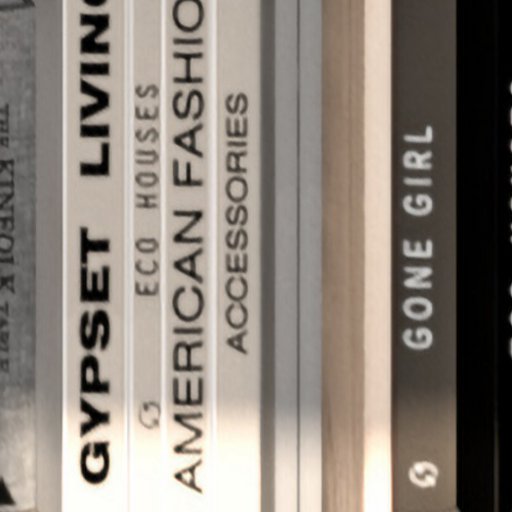 THE KINFOLK TABLE
GYPSET LIVING
ECO HOUSES
AMERICAN FASHIO
ACCESSORIES
GONE GIRL